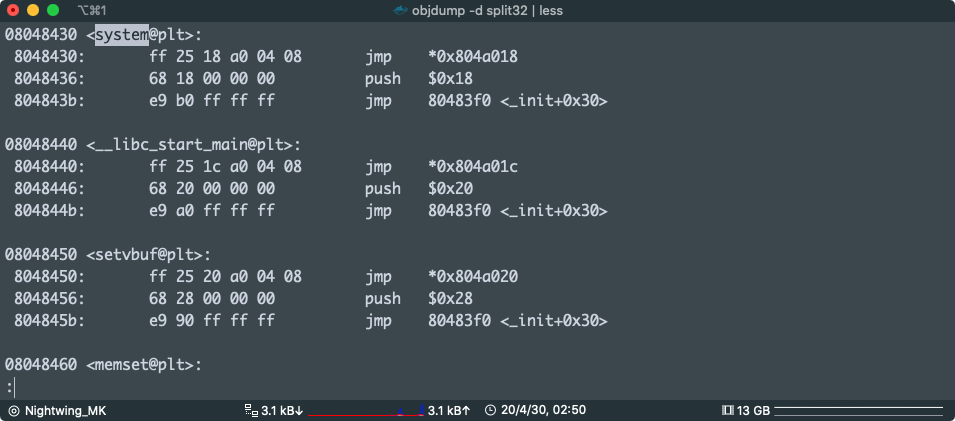 ⌥⌘1
objdump -d split32 | less
08048430 <system@plt>:
8048430: ff 25 18 a0 04 08 jmp *0x804a018
8048436: 68 18 00 00 00 push $0x18
804843b: e9 b0 ff ff ff jmp 80483f0 <_init+0x30>
08048440 <__libc_start_main@plt>:
8048440: ff 25 1c a0 04 08 jmp *0x804a01c
8048446: 68 20 00 00 00 push $0x20
804844b: e9 a0 ff ff ff jmp 80483f0 <_init+0x30>
08048450 <setvbuf@plt>:
8048450: ff 25 20 a0 04 08 jmp *0x804a020
8048456: 68 28 00 00 00 push $0x28
804845b: e9 90 ff ff ff jmp 80483f0 <_init+0x30>
08048460 <memset@plt>:
:
Nightwing_MK 3.1 kB↓ 3.1 kB↑ 20/4/30, 02:50 13 GB